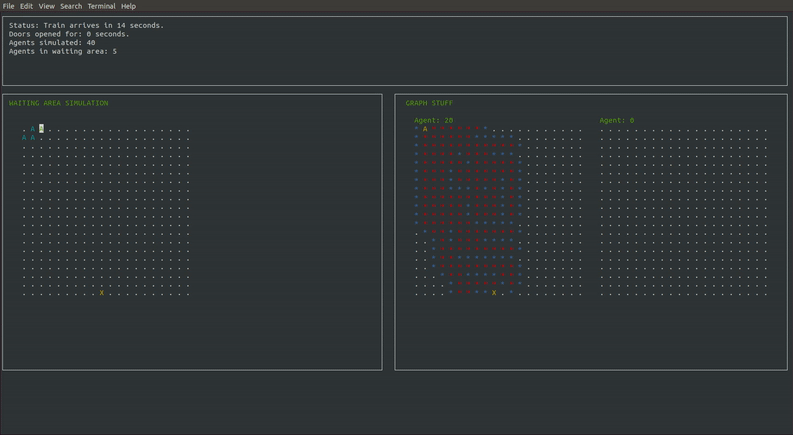 File Edit View Search Terminal Help
Status: Train arrives in 14 seconds.
Doors opened for: 0 seconds.
Agents simulated: 40
Agents in waiting area: 5
WAITING AREA SIMULATION
A A
A A
X
GRAPH STUFF
Agent: 20
A
X
Agent: 0